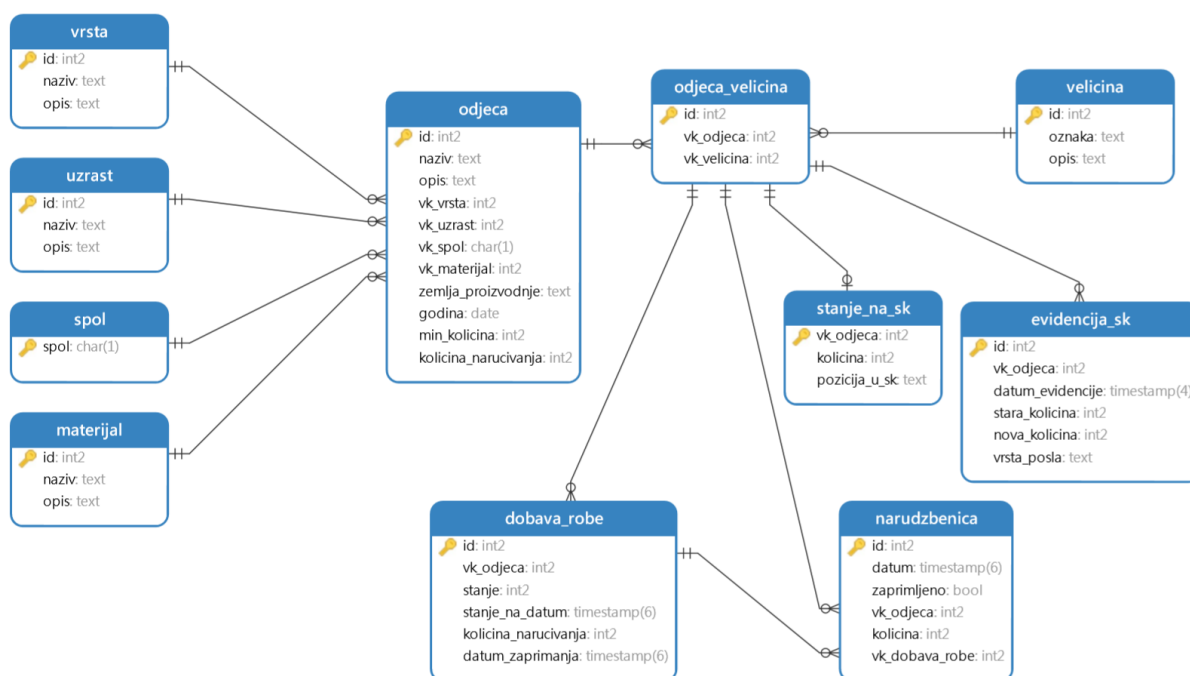 vrsta
id: int2
naziv: text
opis: text
uzrast
id: int2
naziv: text
opis: text
spol
spol: char(1)
materijal
id: int2
naziv: text
opis: text
odjeca
id: int2
naziv: text
opis: text
vk_vrsta: int2
vk_uzrast: int2
vk_spol: char(1)
vk_materijal: int2
zemlja_proizvodnje: text
godina: date
min_kolicina: int2
kolicina_narucivanja: int2
odjeca_velicina
id: int2
vk_odjeca: int2
vk_velicina: int2
velicina
id: int2
oznaka: text
opis: text
stanje_na_sk
vk_odjeca: int2
kolicina: int2
pozicija_u_sk: text
evidencija_sk
id: int2
vk_odjeca: int2
datum_evidencije: timestamp(4)
stara_kolicina: int2
nova_kolicina: int2
vrsta_posla: text
dobava_robe
id: int2
vk_odjeca: int2
stanje: int2
stanje_na_datum: timestamp(6)
kolicina_narucivanja: int2
datum_zaprimanja: timestamp(6)
narudzbenica
id: int2
datum: timestamp(6)
zaprimljeno: bool
vk_odjeca: int2
kolicina: int2
vk_dobava_robe: int2